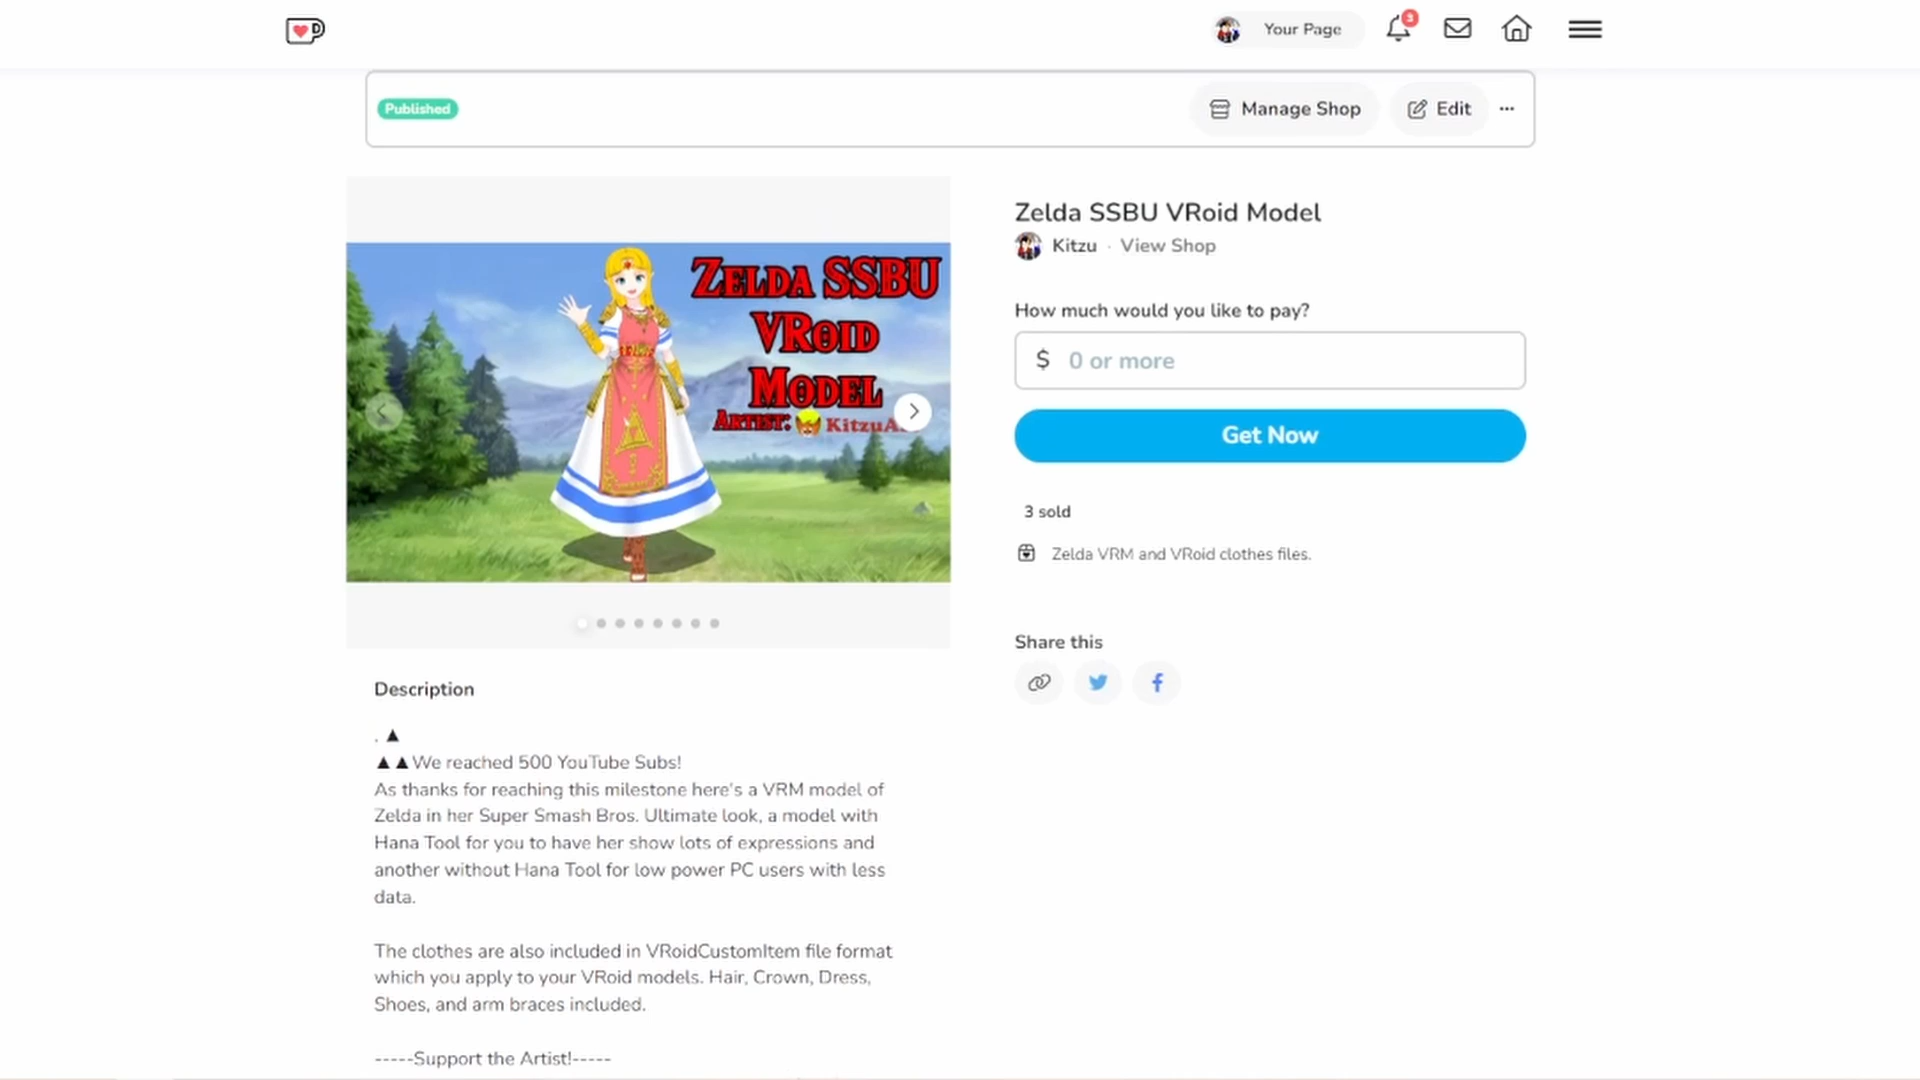 Your Page
3
Published
Manage Shop
Edit
Zelda SSBU VRoid Model
Kitzu · View Shop
How much would you like to pay?
$ 0 or more
Get Now
3 sold
Zelda VRM and VRoid clothes files.
Share this
Zelda SSBU
VRoid
Model
Artist: KitzuA
Description
. ▲
▲▲We reached 500 YouTube Subs!
As thanks for reaching this milestone here's a VRM model of
Zelda in her Super Smash Bros. Ultimate look, a model with
Hana Tool for you to have her show lots of expressions and
another without Hana Tool for low power PC users with less
data.
The clothes are also included in VRoidCustomItem file format
which you apply to your VRoid models. Hair, Crown, Dress,
Shoes, and arm braces included.
-----Support the Artist!-----